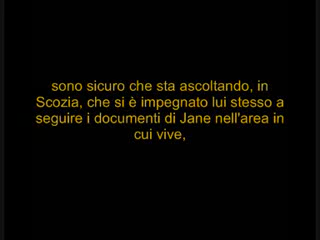 sono sicuro che sta ascoltando, in
Scozia, che si è impegnato lui stesso a
seguire i documenti di Jane nell'area in
cui vive,